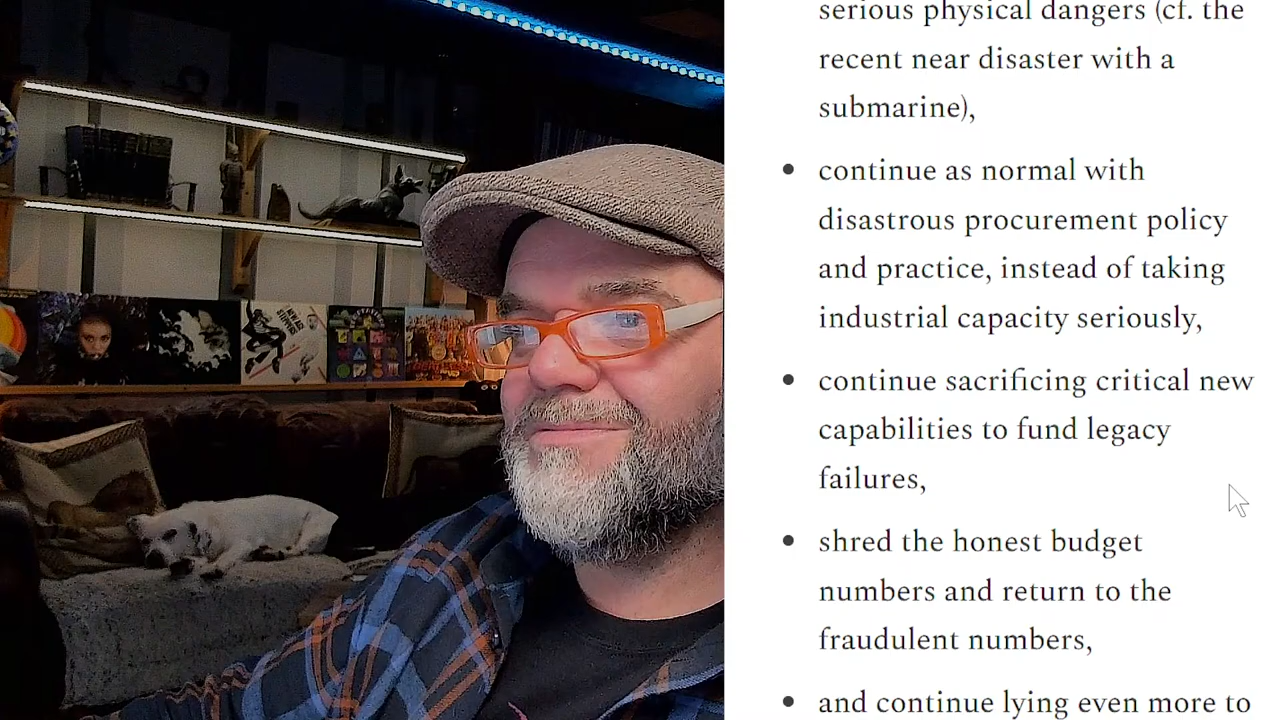 serious physical dangers (cf. the
recent near disaster with a
submarine),
• continue as normal with
disastrous procurement policy
and practice, instead of taking
industrial capacity seriously,
• continue sacrificing critical new
capabilities to fund legacy
failures,
• shred the honest budget
numbers and return to the
fraudulent numbers,
• and continue lying even more to